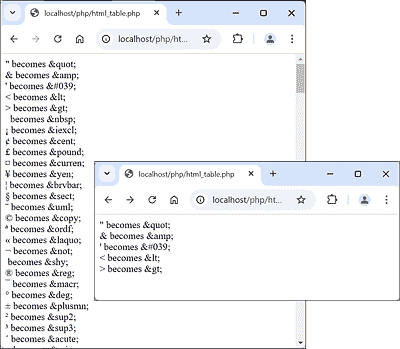 localhost/php/html_table.php
localhost/php/ht...
" becomes &quot;
& becomes &amp;
' becomes &#039;
< becomes &lt;
> becomes &gt;
  becomes &nbsp;
¡ becomes &iexcl;
¢ becomes &cent;
£ becomes &pound;
¤ becomes &curren;
¥ becomes &yen;
¦ becomes &brvbar;
§ becomes &sect;
¨ becomes &uml;
© becomes &copy;
ª becomes &ordf;
« becomes &laquo;
¬ becomes &not;
becomes &shy;
® becomes &reg;
¯ becomes &macr;
° becomes &deg;
± becomes &plusmn;
² becomes &sup2;
³ becomes &sup3;
´ becomes &acute;
localhost/php/html_table.php
localhost/php/ht...
" becomes &quot;
& becomes &amp;
' becomes &#039;
< becomes &lt;
> becomes &gt;